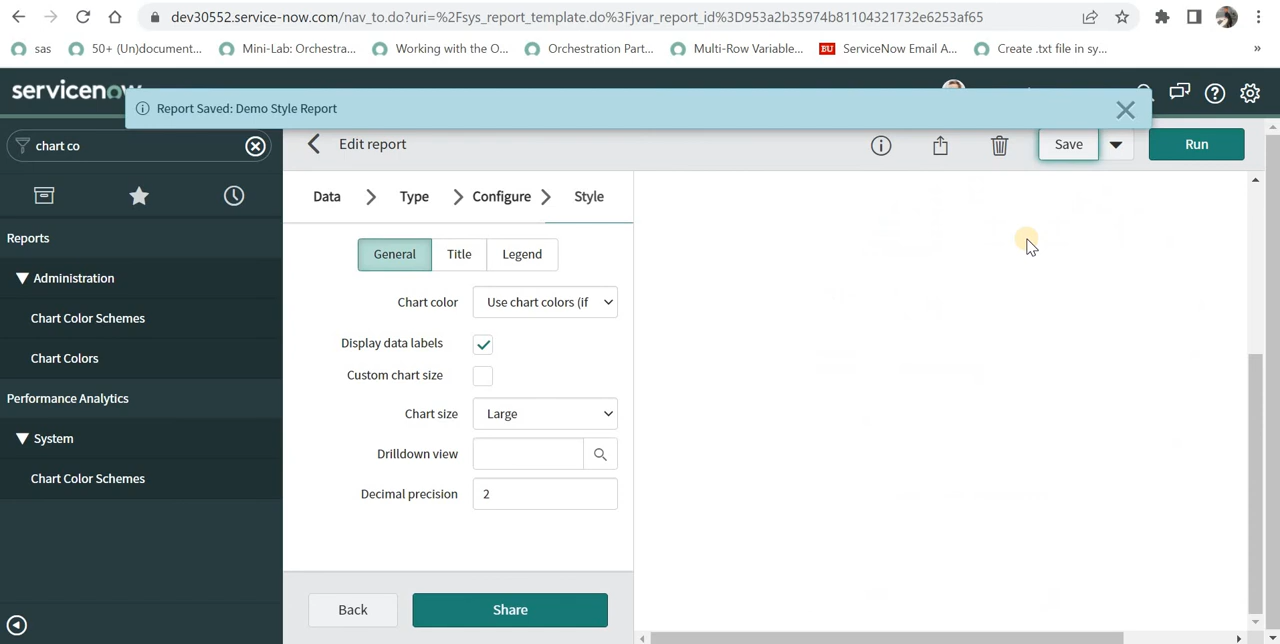 dev30552.service-now.com/nav_to.do?uri=%2Fsys_report_template.do%3Fjvar_report_id%3D953a2b35974b81104321732e6253af65
sas
50+ (Un)document...
Mini-Lab: Orchestra...
Working with the O...
Orchestration Part...
Multi-Row Variable...
BU
ServiceNow Email A...
Create .txt file in sy...
»
servicenow
Report Saved: Demo Style Report
chart co
Edit report
Save
Run
Data
Type
Configure
Style
Reports
General
Title
Legend
Administration
Chart color
Use chart colors (if
Chart Color Schemes
Display data labels
Chart Colors
Custom chart size
Performance Analytics
Chart size
Large
System
Drilldown view
Chart Color Schemes
Decimal precision
2
Back
Share